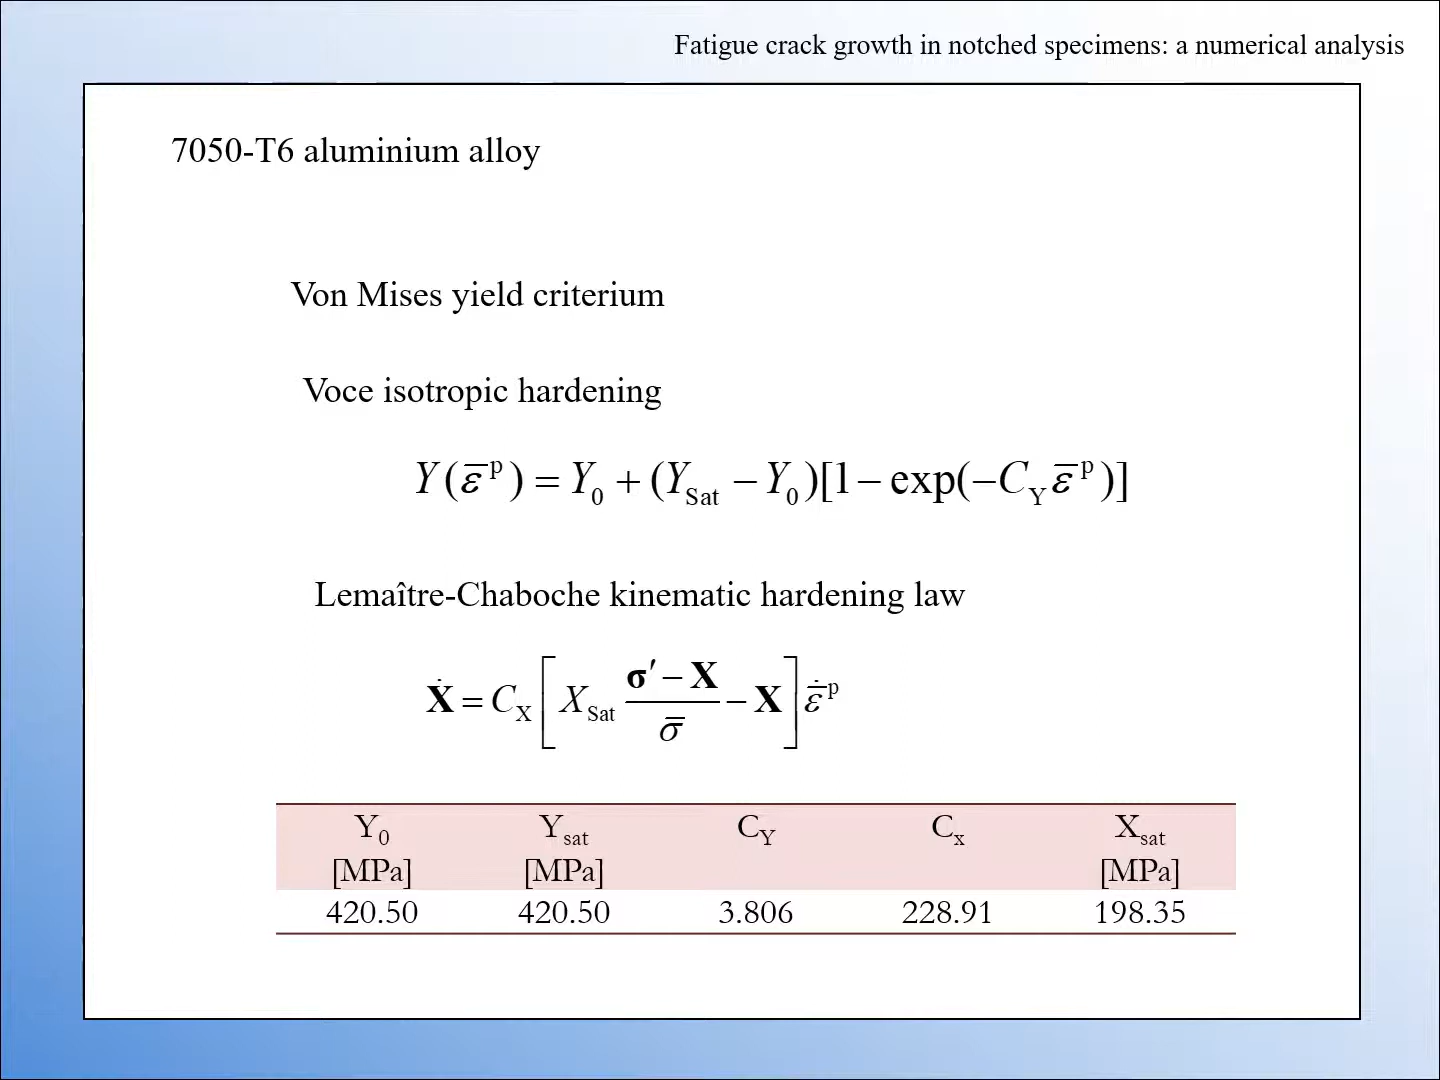 Fatigue crack growth in notched specimens: a numerical analysis
7050-T6 aluminium alloy
Von Mises yield criterium
Voce isotropic hardening
Y(ε̅ᵖ) = Y₀ + (Y_Sat − Y₀)[1 − exp(−C_Y ε̅ᵖ)]
Lemaître-Chaboche kinematic hardening law
Ẋ = C_X [ X_Sat (σ′ − X)/σ̅ − X ] ε̅̇ᵖ
Y₀ Y_sat C_Y C_x X_sat
[MPa] [MPa] [MPa]
420.50 420.50 3.806 228.91 198.35